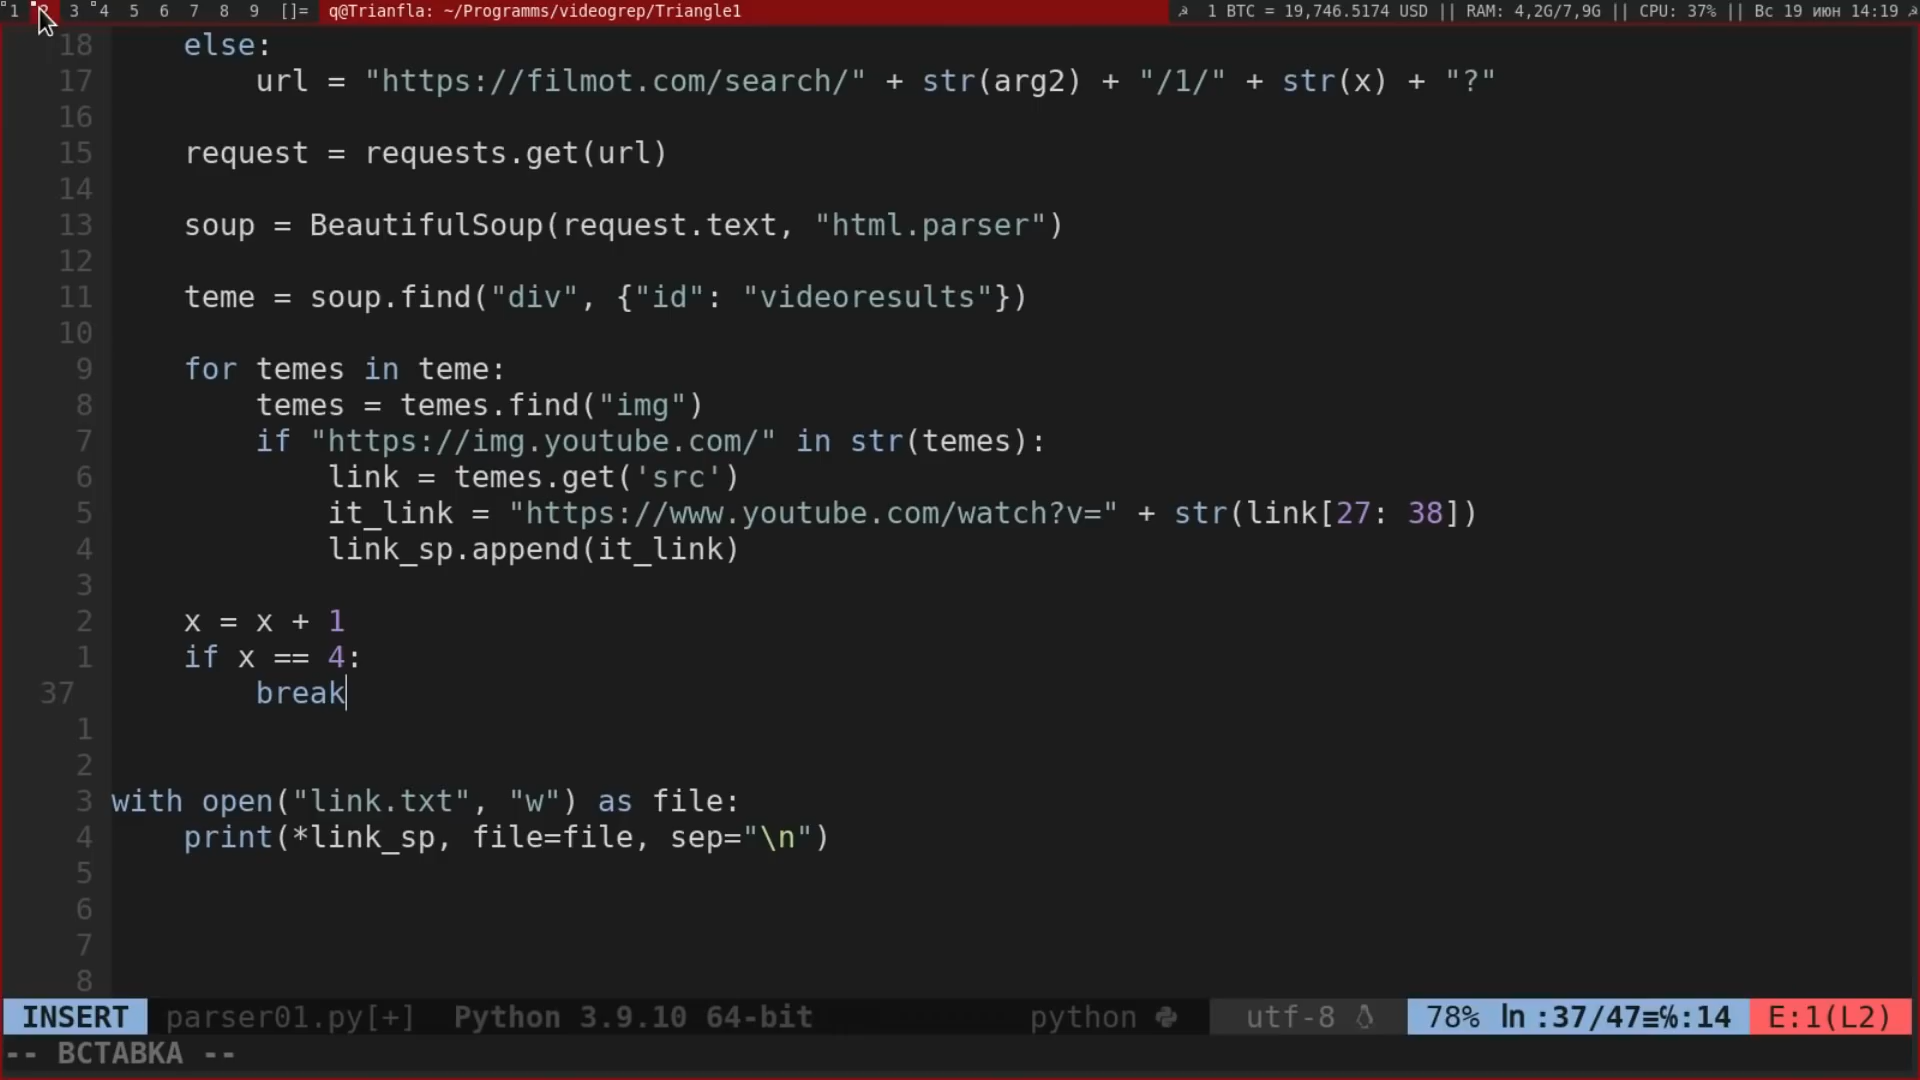 1 2 3 4 5 6 7 8 9 []= q@Trianfla: ~/Programms/videogrep/Triangle1 1 BTC = 19,746.5174 USD || RAM: 4,2G/7,9G || CPU: 37% || Вс 19 июн 14:19
18 else:
17 url = "https://filmot.com/search/" + str(arg2) + "/1/" + str(x) + "?"
16
15 request = requests.get(url)
14
13 soup = BeautifulSoup(request.text, "html.parser")
12
11 teme = soup.find("div", {"id": "videoresults"})
10
9 for temes in teme:
8 temes = temes.find("img")
7 if "https://img.youtube.com/" in str(temes):
6 link = temes.get('src')
5 it_link = "https://www.youtube.com/watch?v=" + str(link[27: 38])
4 link_sp.append(it_link)
3
2 x = x + 1
1 if x == 4:
37 break
1
2
3 with open("link.txt", "w") as file:
4 print(*link_sp, file=file, sep="\n")
5
6
7
8
INSERT parser01.py[+] Python 3.9.10 64-bit python utf-8 78% ln :37/47≡℅:14 E:1(L2)
-- ВСТАВКА --